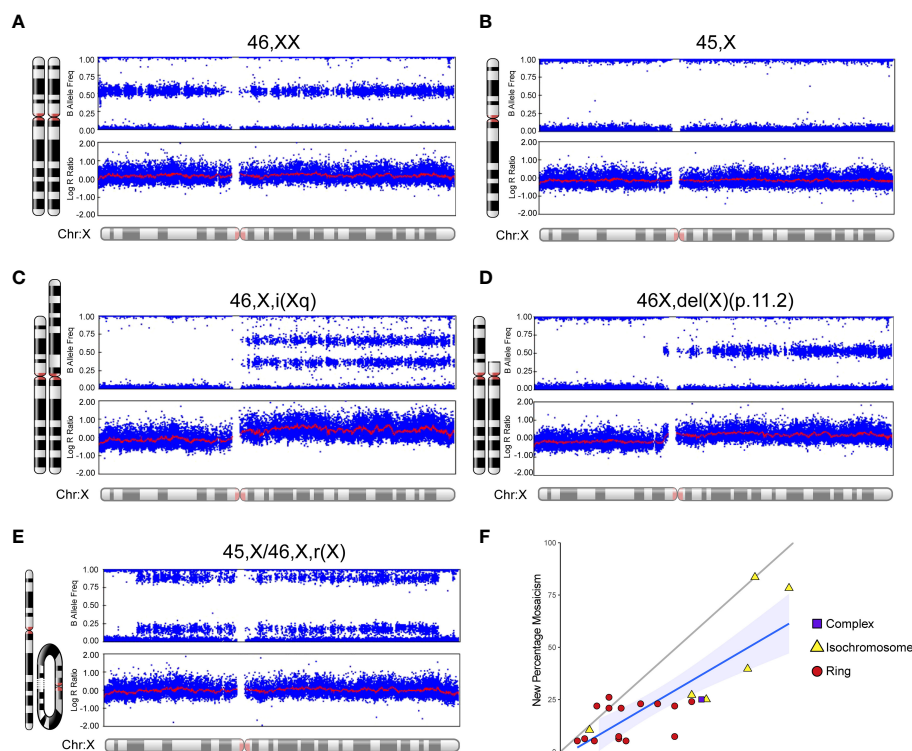 A
46,XX
B Allele Freq
1.00
0.75
0.50
0.25
0.00
Log R Ratio
2.00
1.00
0.00
-1.00
-2.00
Chr:X
B
45,X
B Allele Freq
1.00
0.75
0.50
0.25
0.00
Log R Ratio
2.00
1.00
0.00
-1.00
-2.00
Chr:X
C
46,X,i(Xq)
B Allele Freq
1.00
0.75
0.50
0.25
0.00
Log R Ratio
2.00
1.00
0.00
-1.00
-2.00
Chr:X
D
46X,del(X)(p.11.2)
B Allele Freq
1.00
0.75
0.50
0.25
0.00
Log R Ratio
2.00
1.00
0.00
-1.00
-2.00
Chr:X
E
45,X/46,X,r(X)
B Allele Freq
1.00
0.75
0.50
0.25
0.00
Log R Ratio
2.00
1.00
0.00
-1.00
-2.00
Chr:X
F
New Percentage Mosaicism
100
75
50
25
Complex
Isochromosome
Ring